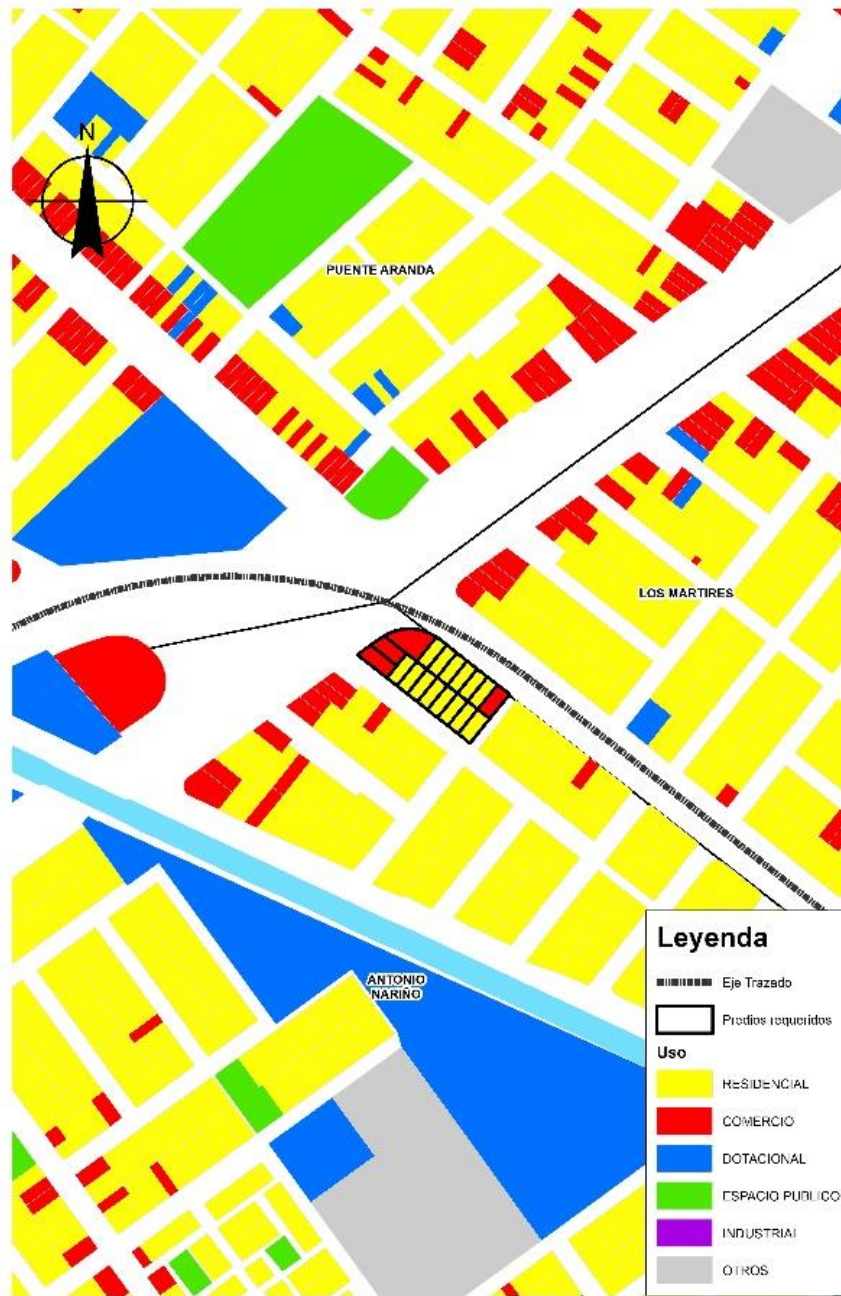 N
PUENTE ARANDA
LOS MARTIRES
ANTONIO
NARIÑO
Leyenda
Eje Trazado
Predios requeridos
Uso
RESIDENCIAL
COMERCIO
DOTACIONAL
ESPACIO PUBLICO
INDUSTRIAL
OTROS